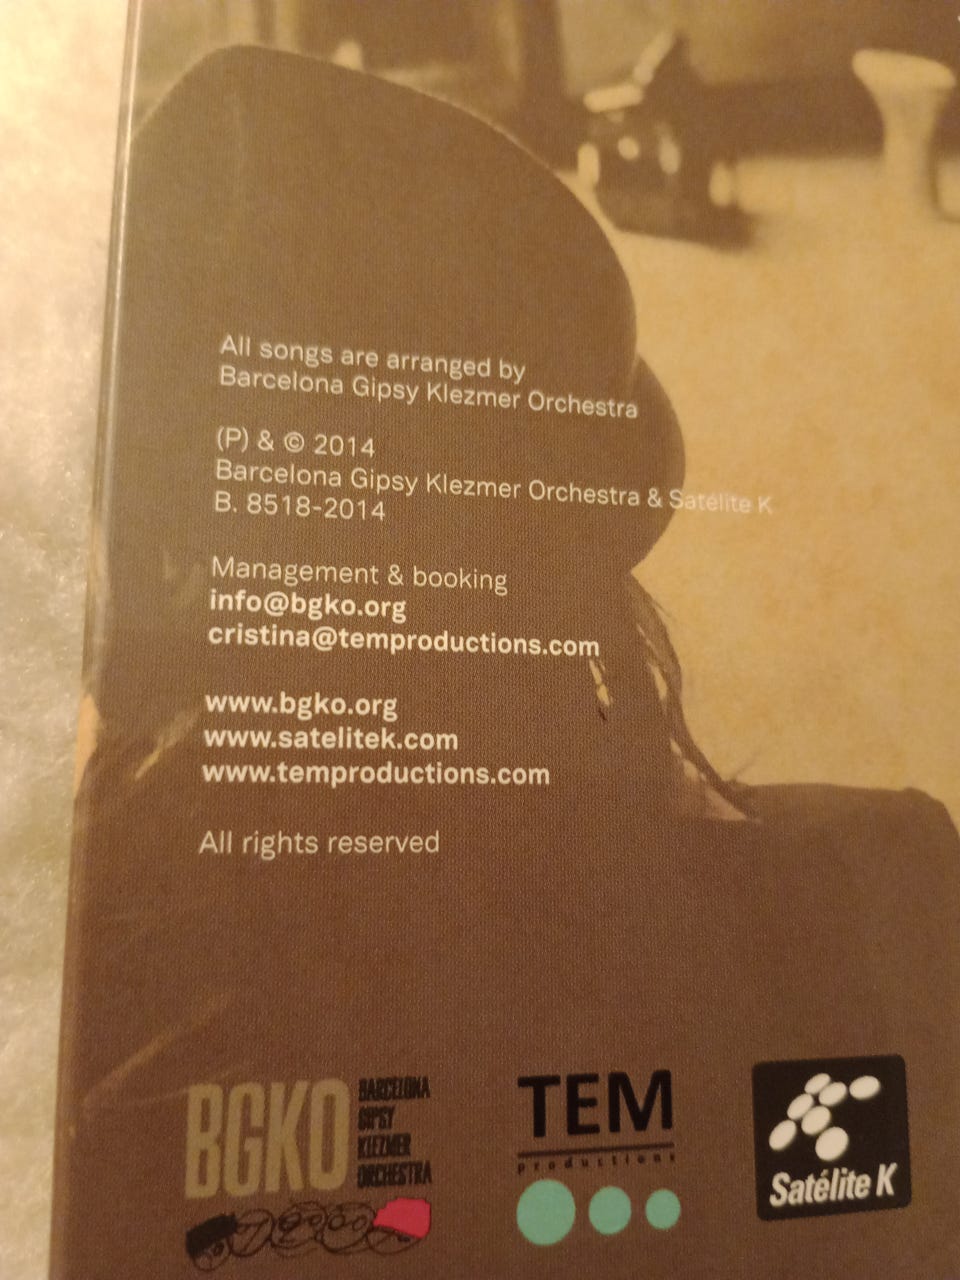 All songs are arranged by
Barcelona Gipsy Klezmer Orchestra
(P) & © 2014
Barcelona Gipsy Klezmer Orchestra & Satélite K
B. 8518-2014
Management & booking
info@bgko.org
cristina@temproductions.com
www.bgko.org
www.satelitek.com
www.temproductions.com
All rights reserved
BGKO
BARCELONA
GIPSY
KLEZMER
ORCHESTRA
TEM
productions
Satélite K